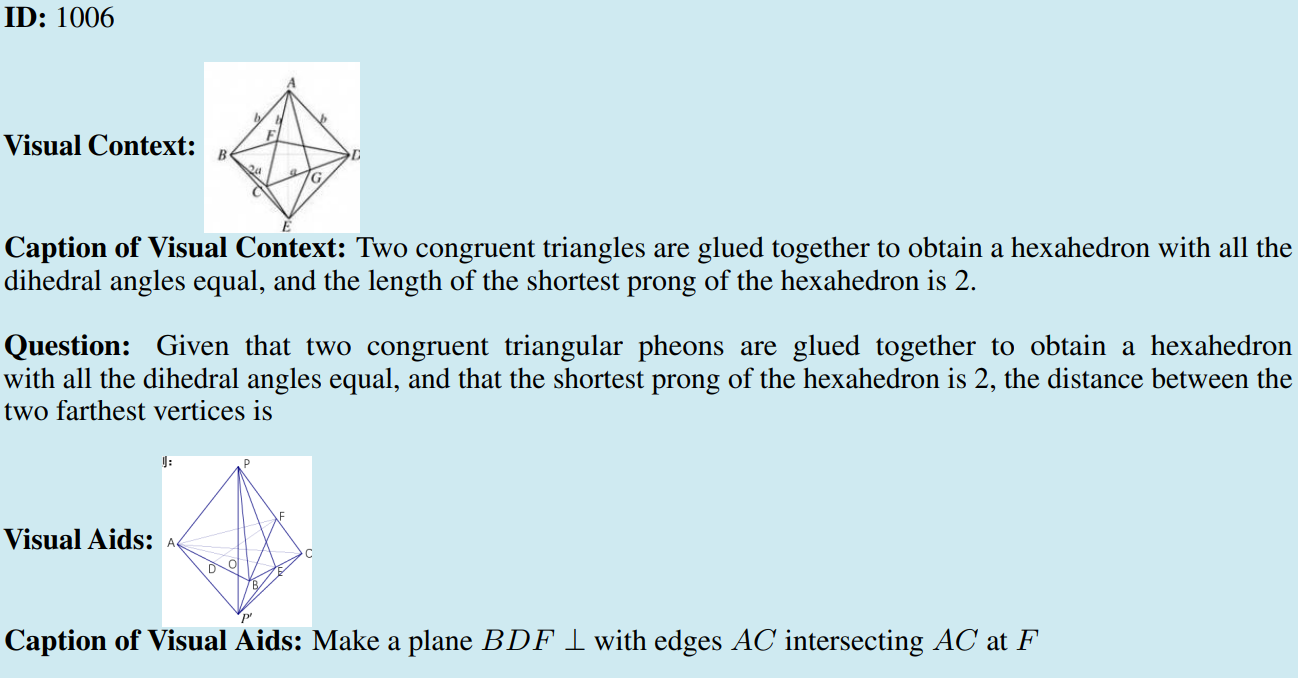 ID: 1006
A
b b b
F
B D
2a a
C G
E
Visual Context:
Caption of Visual Context: Two congruent triangles are glued together to obtain a hexahedron with all the
dihedral angles equal, and the length of the shortest prong of the hexahedron is 2.
Question: Given that two congruent triangular pheons are glued together to obtain a hexahedron
with all the dihedral angles equal, and that the shortest prong of the hexahedron is 2, the distance between the
two farthest vertices is
P
F
A C
D O E
B
P'
Visual Aids:
Caption of Visual Aids: Make a plane BDF ⊥ with edges AC intersecting AC at F